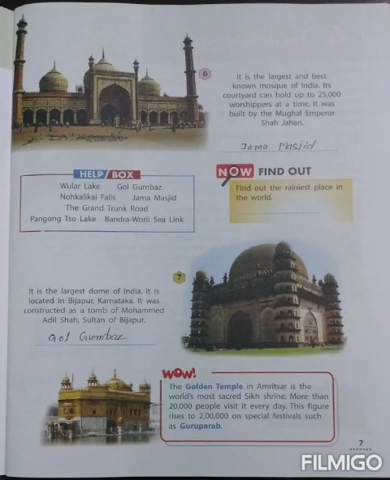 6
It is the largest and best
known mosque of India. Its
courtyard can hold up to 25,000
worshippers at a time. It was
built by the Mughal Emperor
Shah Jahan.
Jama Masjid
HELP BOX
Wular Lake Gol Gumbaz
Nohkalikai Falls Jama Masjid
The Grand Trunk Road
Pangong Tso Lake Bandra-Worli Sea Link
NOW FIND OUT
Find out the rainiest place in
the world.
7
It is the largest dome of India. It is
located in Bijapur, Karnataka. It was
constructed as a tomb of Mohammed
Adil Shah, Sultan of Bijapur.
Gol Gumbaz
WOW!
The Golden Temple in Amritsar is the
world's most sacred Sikh shrine. More than
20,000 people visit it every day. This figure
rises to 2,00,000 on special festivals such
as Guruparab.
7
FILMIGO